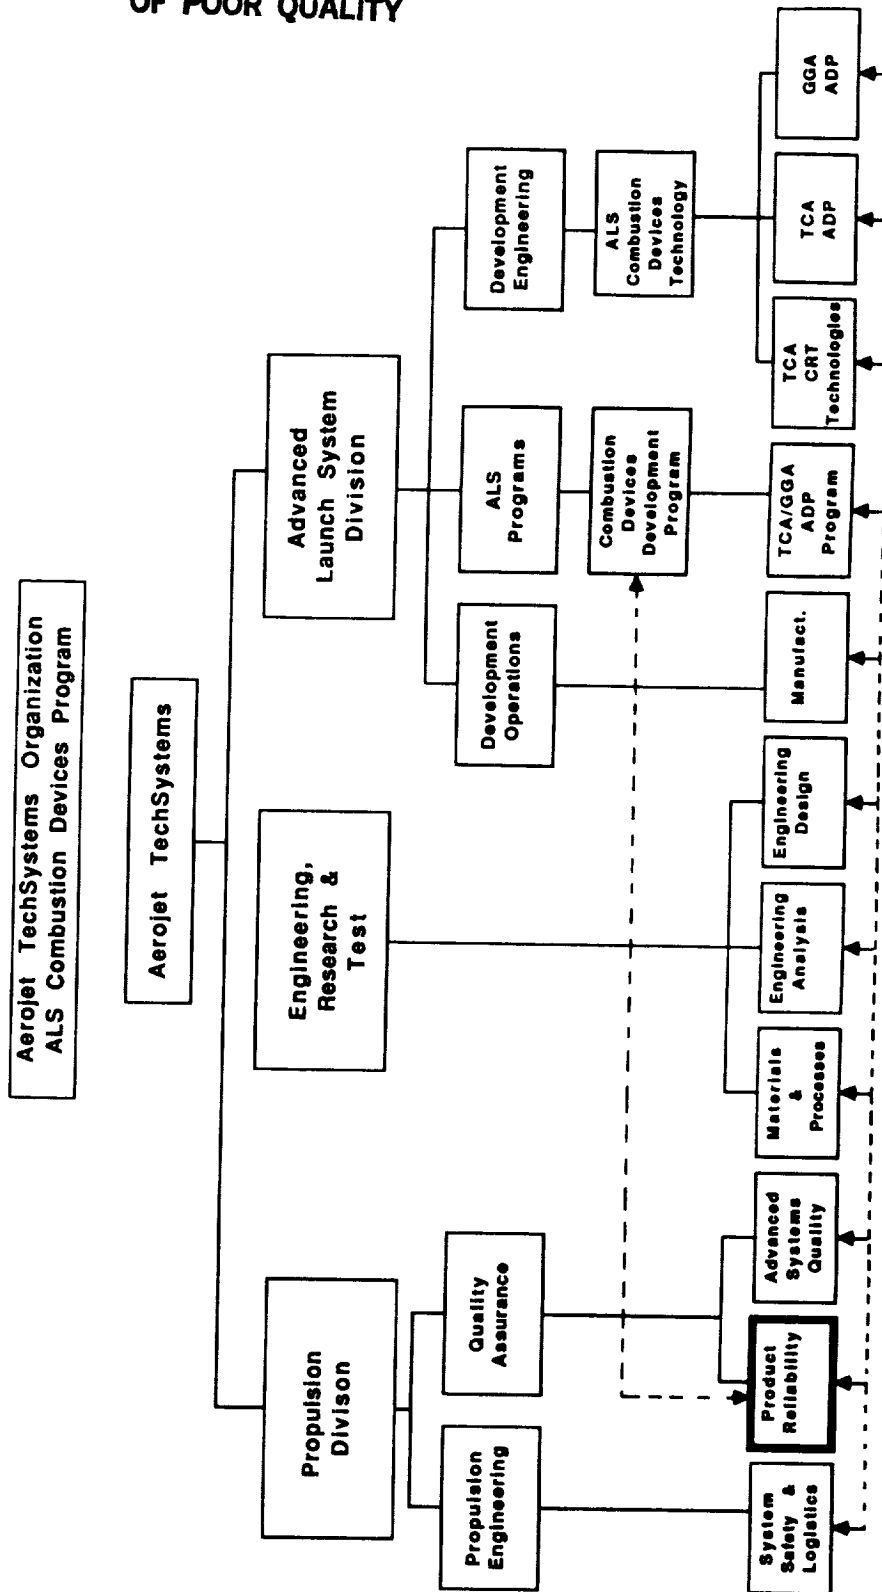 OF POOR QUALITY
Aerojet TechSystems Organization
ALS Combustion Devices Program
Aerojet TechSystems
Propulsion
Divison
Engineering,
Research &
Test
Advanced
Launch System
Division
Propulsion
Engineering
Quality
Assurance
Development
Operations
ALS
Programs
Development
Engineering
Combustion
Devices
Development
Program
ALS
Combustion
Devices
Technology
System
Safety &
Logistics
Product
Reliability
Advanced
Systems
Quality
Materials
&
Processes
Engineering
Analysis
Engineering
Design
Manufact.
TCA/GGA
ADP
Program
TCA
CRT
Technologies
TCA
ADP
GGA
ADP